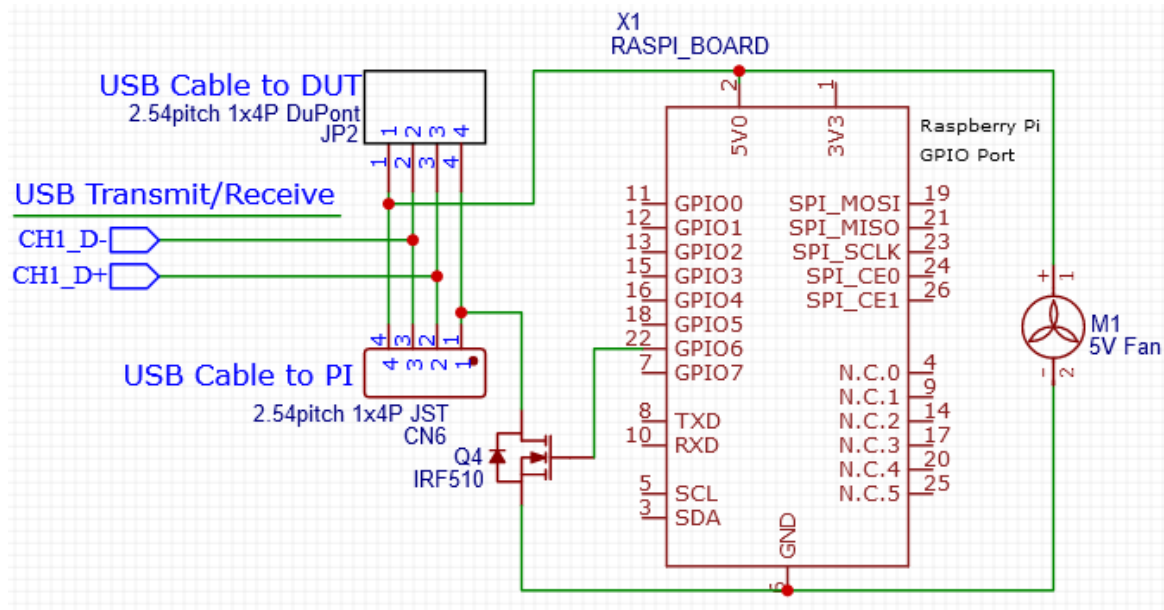 X1
RASPI_BOARD
USB Cable to DUT
2.54pitch 1x4P DuPont
JP2
1 2 3 4
1 2 3 4
2 1
5V0 3V3
Raspberry Pi
GPIO Port
USB Transmit/Receive
CH1_D-
CH1_D+
11 GPIO0 SPI_MOSI 19
12 GPIO1 SPI_MISO 21
13 GPIO2 SPI_SCLK 23
15 GPIO3 SPI_CE0 24
16 GPIO4 SPI_CE1 26
18 GPIO5
22 GPIO6
7 GPIO7 N.C.0 4
N.C.1 9
8 TXD N.C.2 14
10 RXD N.C.3 17
N.C.4 20
5 SCL N.C.5 25
3 SDA
GND
6
+ 1
M1
5V Fan
- 2
4 3 2 1
4 3 2 1
USB Cable to PI
2.54pitch 1x4P JST
CN6
Q4
IRF510